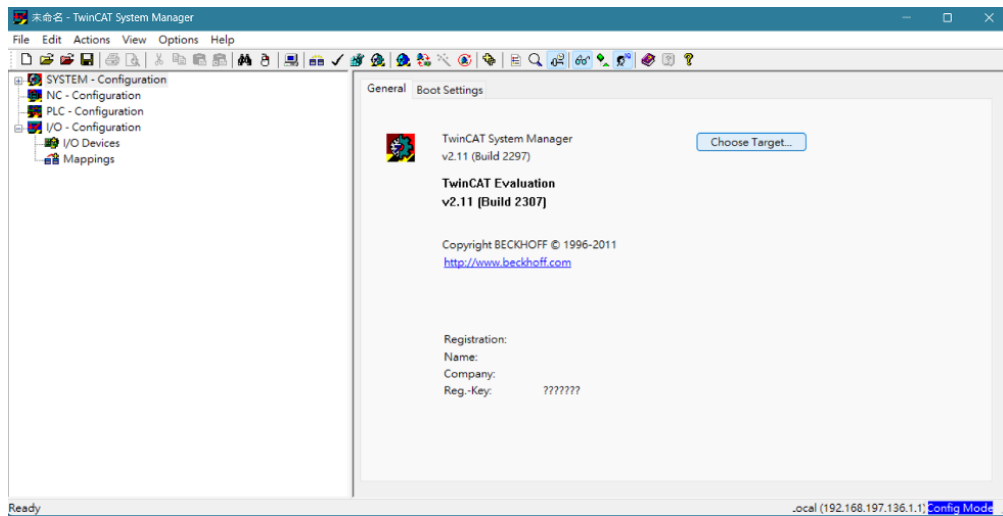 未命名 - TwinCAT System Manager
File Edit Actions View Options Help
SYSTEM - Configuration
NC - Configuration
PLC - Configuration
I/O - Configuration
I/O Devices
Mappings
General Boot Settings
TwinCAT System Manager
v2.11 (Build 2297)
Choose Target...
TwinCAT Evaluation
v2.11 (Build 2307)
Copyright BECKHOFF © 1996-2011
http://www.beckhoff.com
Registration:
Name:
Company:
Reg.-Key: ???????
Ready
.ocal (192.168.197.136.1.1) Config Mode